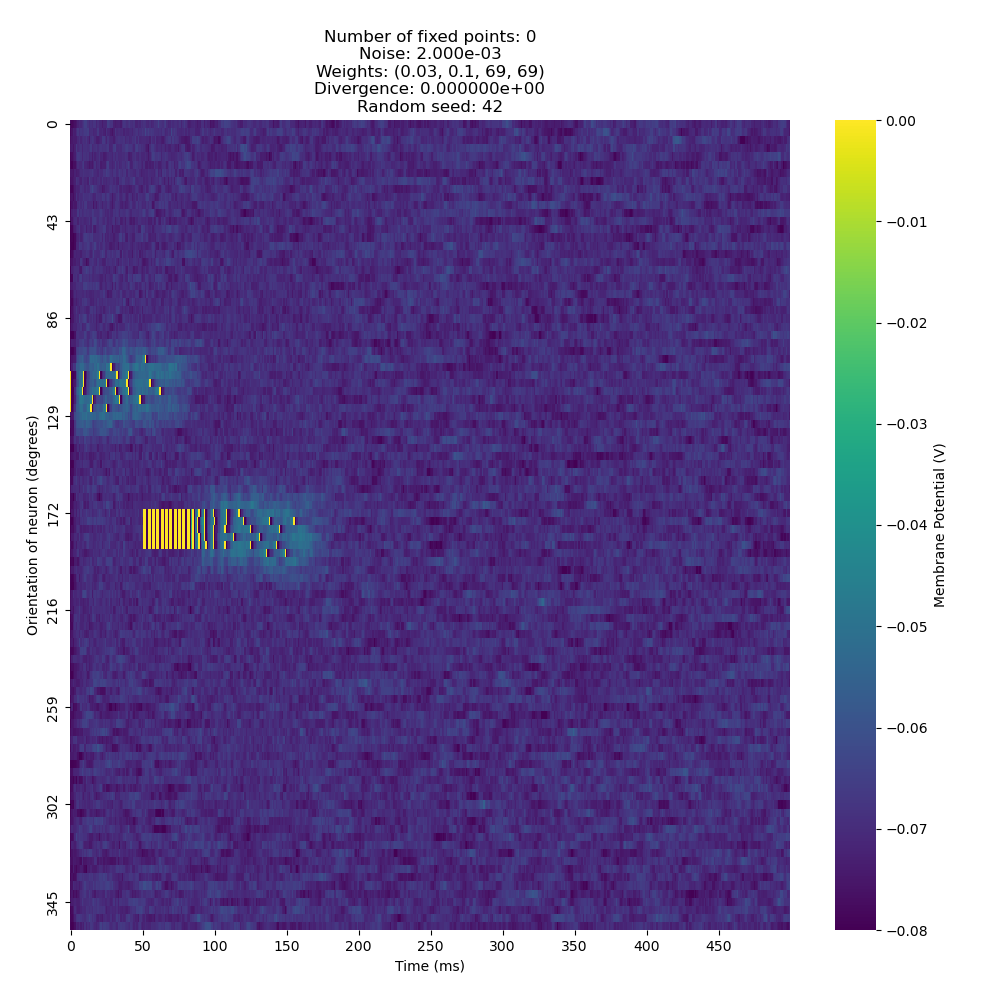 Number of fixed points: 0
Noise: 2.000e-03
Weights: (0.03, 0.1, 69, 69)
Divergence: 0.000000e+00
Random seed: 42
0
43
86
129
172
216
259
302
345
Orientation of neuron (degrees)
0 50 100 150 200 250 300 350 400 450
Time (ms)
0.00
−0.01
−0.02
−0.03
−0.04
−0.05
−0.06
−0.07
−0.08
Membrane Potential (V)